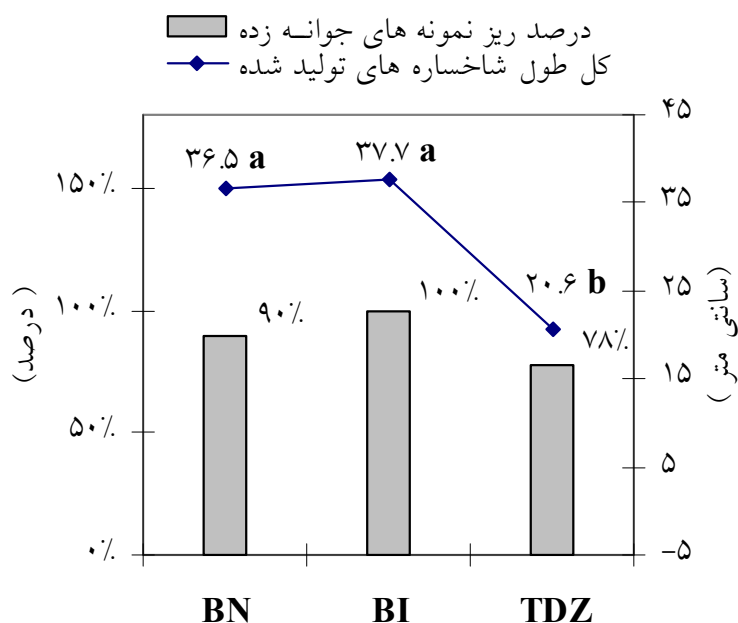 درصد ریز نمونه های جوانــه زده
کل طول شاخساره های تولید شده
۴۵
۳۵
۲۵
۱۵
۵
-۵
(سانتی متر )
۱۵۰٪
۱۰۰٪
۵۰٪
۰٪
( درصد)
۳۶.۵ a
۳۷.۷ a
۲۰.۶ b
۹۰٪
۱۰۰٪
۷۸٪
BN BI TDZ